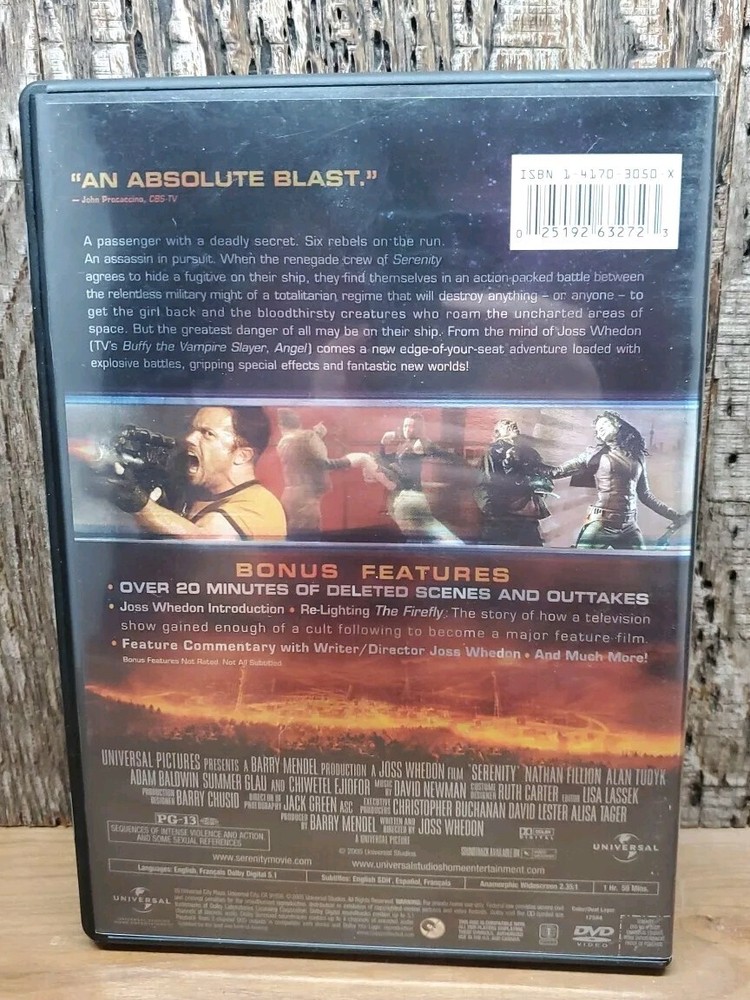 "AN ABSOLUTE BLAST."
— John Procaccino, CBS-TV
ISBN 1-4170-3050-X
0 25192 63272 3
A passenger with a deadly secret. Six rebels on the run.
An assassin in pursuit. When the renegade crew of Serenity
agrees to hide a fugitive on their ship, they find themselves in an action-packed battle between
the relentless military might of a totalitarian regime that will destroy anything – or anyone – to
get the girl back and the bloodthirsty creatures who roam the uncharted areas of
space. But the greatest danger of all may be on their ship. From the mind of Joss Whedon
(TV's Buffy the Vampire Slayer, Angel) comes a new edge-of-your-seat adventure loaded with
explosive battles, gripping special effects and fantastic new worlds!
BONUS FEATURES
• OVER 20 MINUTES OF DELETED SCENES AND OUTTAKES
• Joss Whedon Introduction • Re-Lighting The Firefly: The story of how a television
show gained enough of a cult following to become a major feature film.
• Feature Commentary with Writer/Director Joss Whedon • And Much More!
Bonus Features Not Rated. Not All Subtitled.
UNIVERSAL PICTURES PRESENTS A BARRY MENDEL PRODUCTION A JOSS WHEDON FILM "SERENITY" NATHAN FILLION ALAN TUDYK
ADAM BALDWIN SUMMER GLAU AND CHIWETEL EJIOFOR MUSIC BY DAVID NEWMAN COSTUME DESIGNER RUTH CARTER EDITOR LISA LASSEK
PRODUCTION DESIGNER BARRY CHUSID DIRECTOR OF PHOTOGRAPHY JACK GREEN ASC EXECUTIVE PRODUCERS CHRISTOPHER BUCHANAN DAVID LESTER ALISA TAGER
PRODUCED BY BARRY MENDEL WRITTEN AND DIRECTED BY JOSS WHEDON
A UNIVERSAL PICTURE
PG-13
SEQUENCES OF INTENSE VIOLENCE AND ACTION,
AND SOME SEXUAL REFERENCES
DOLBY DIGITAL
SOUNDTRACK AVAILABLE ON
UNIVERSAL
© 2005 Universal Studios
www.serenitymovie.com
www.universalstudioshomeentertainment.com
Languages: English, Français Dolby Digital 5.1
Subtitles: English SDH, Español, Français
Anamorphic Widescreen 2.35:1
1 Hr. 59 Mins.
UNIVERSAL
DVD
VIDEO